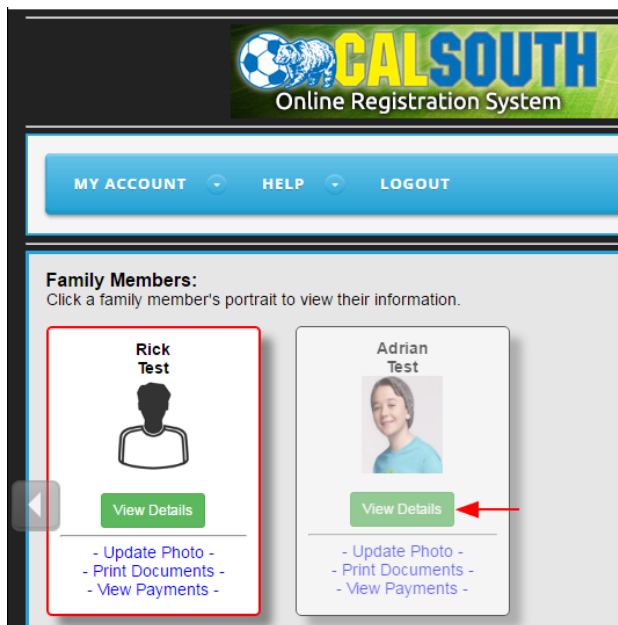 CALSOUTH
Online Registration System
MY ACCOUNT HELP LOGOUT
Family Members:
Click a family member's portrait to view their information.
Rick
Test
View Details
- Update Photo -
- Print Documents -
- View Payments -
Adrian
Test
View Details
- Update Photo -
- Print Documents -
- View Payments -